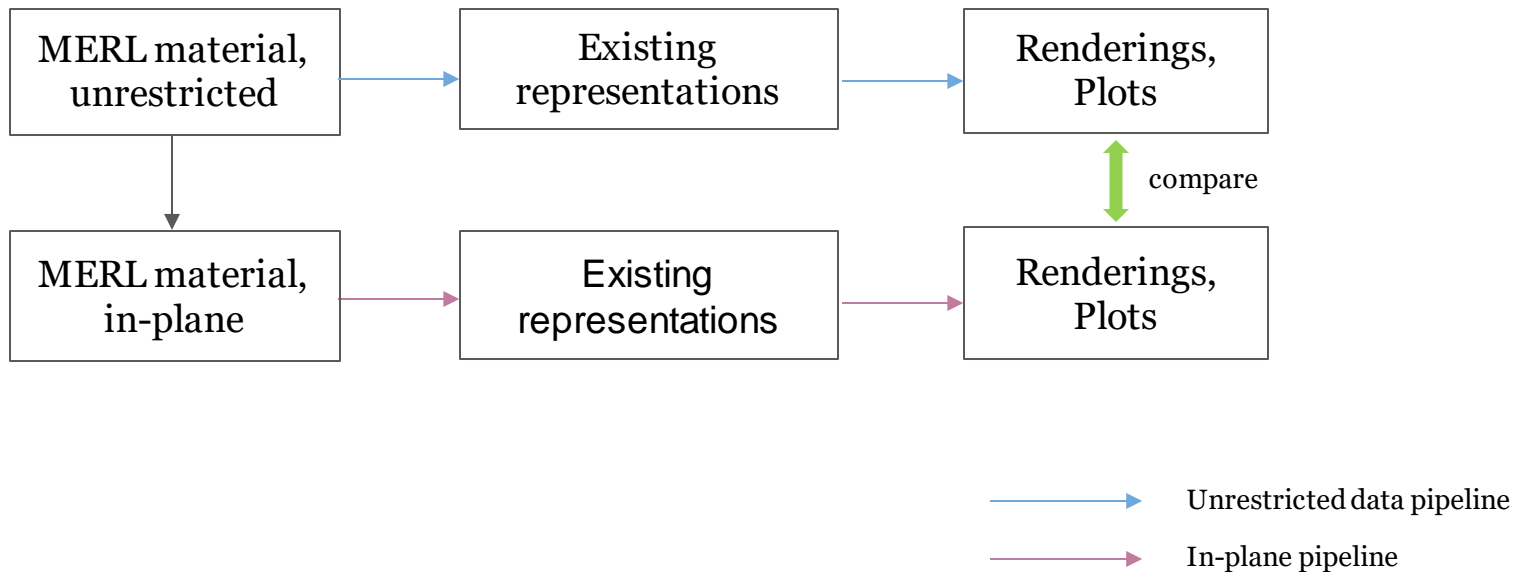 MERL material,
unrestricted
Existing
representations
Renderings,
Plots
compare
MERL material,
in-plane
Existing
representations
Renderings,
Plots
Unrestricted data pipeline
In-plane pipeline